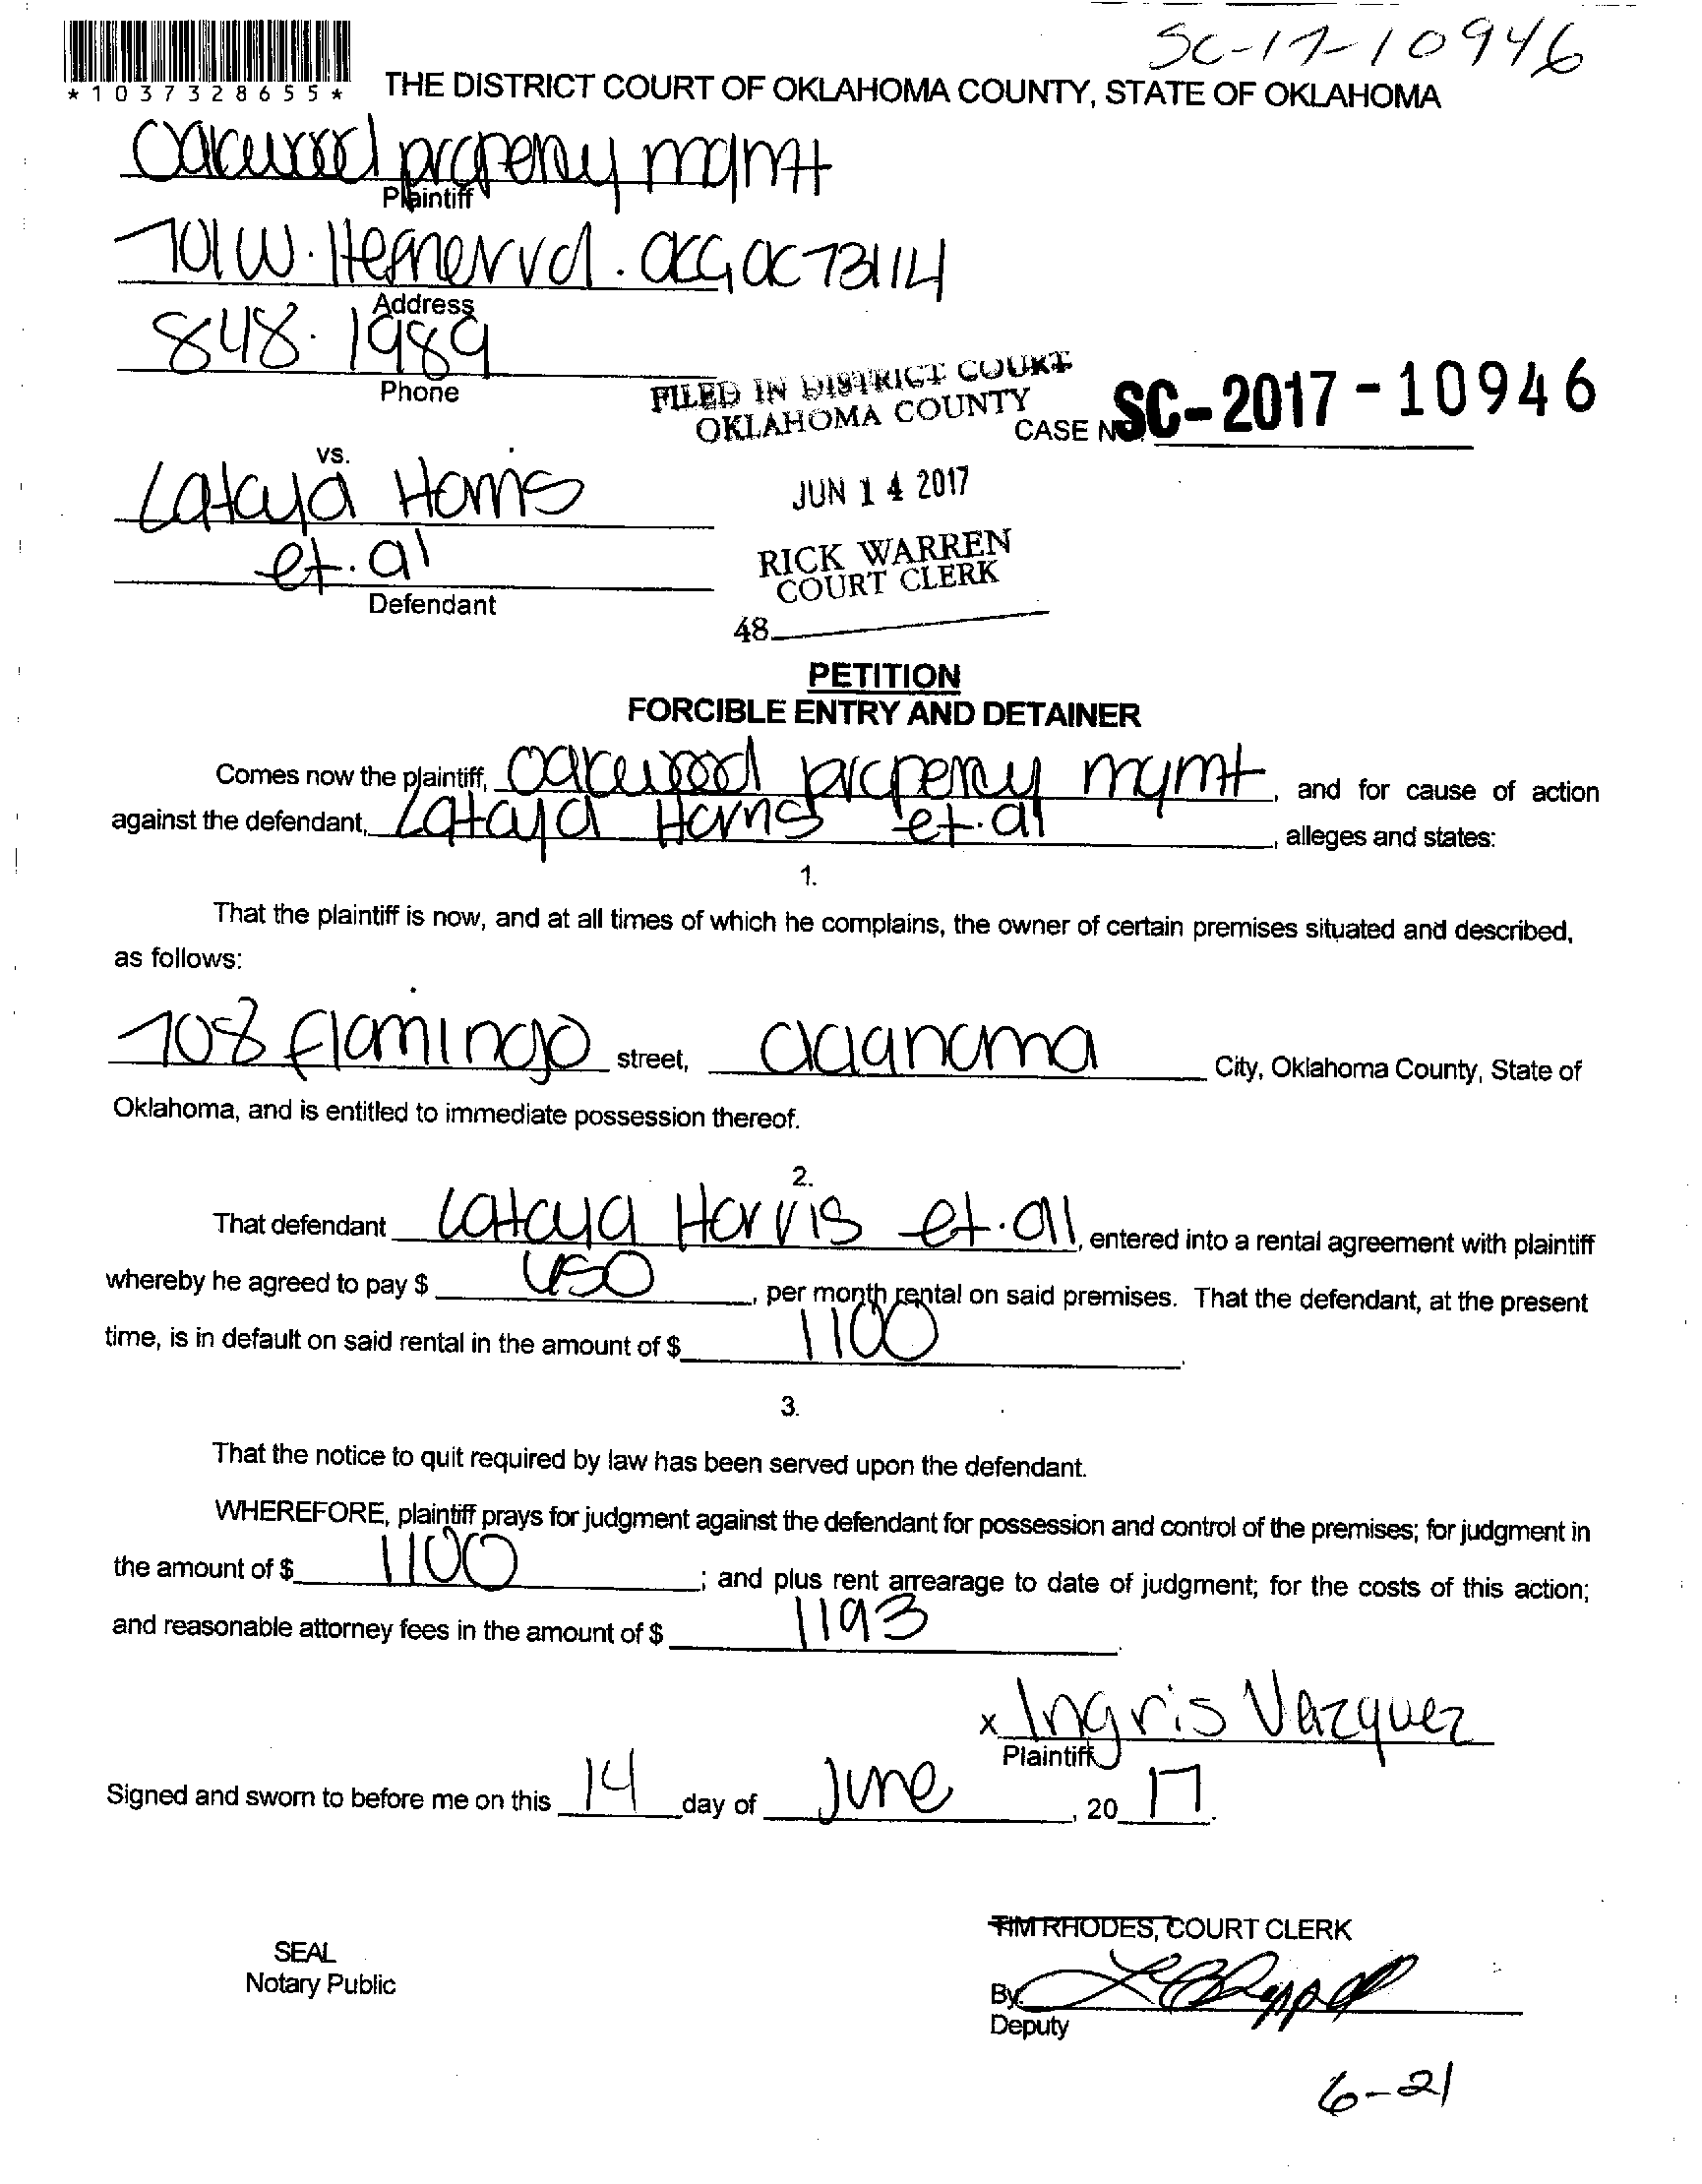 SC-17-10946
*1037328655*
THE DISTRICT COURT OF OKLAHOMA COUNTY, STATE OF OKLAHOMA
Oakwood property mgmt
Plaintiff
701 W. Hefner rd. OKC, OK 73114
Address
848-1989
Phone
FILED IN DISTRICT COURT
OKLAHOMA COUNTY
CASE NO. SC-2017-10946
vs.
Lataya Harris
JUN 14 2017
et. al
RICK WARREN
COURT CLERK
Defendant
48
PETITION
FORCIBLE ENTRY AND DETAINER
Comes now the plaintiff, Oakwood property mgmt, and for cause of action
against the defendant, Lataya Harris et. al, alleges and states:
1.
That the plaintiff is now, and at all times of which he complains, the owner of certain premises situated and described,
as follows:
708 flamingo street, City, Oklahoma County, State of
Oklahoma, and is entitled to immediate possession thereof.
2.
That defendant Lataya Harris et. al, entered into a rental agreement with plaintiff
whereby he agreed to pay $, per month rental on said premises. That the defendant, at the present
time, is in default on said rental in the amount of $ 1100.
3.
That the notice to quit required by law has been served upon the defendant.
WHEREFORE, plaintiff prays for judgment against the defendant for possession and control of the premises; for judgment in
the amount of $ 1100; and plus rent arrearage to date of judgment; for the costs of this action;
and reasonable attorney fees in the amount of $ 1193.
x Ingris Vazquez
Plaintiff
Signed and sworn to before me on this 14 day of June, 20 17.
TIM RHODES, COURT CLERK
SEAL
Notary Public
By:
Deputy
6-21